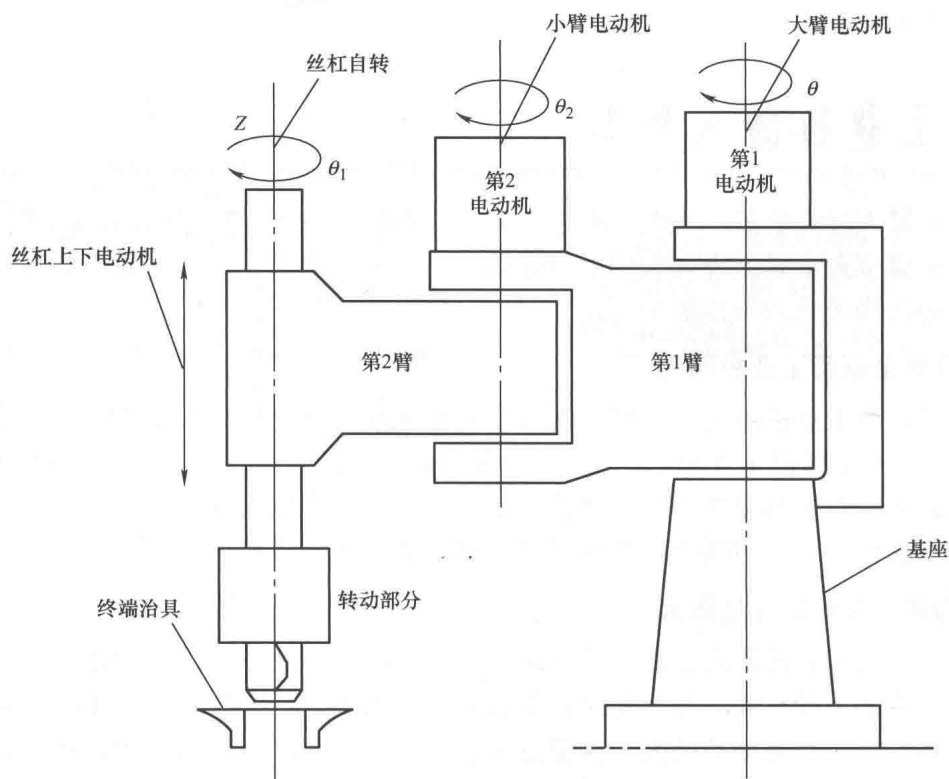 小臂电动机
大臂电动机
丝杠自转
θ
θ₂
Z
θ₁
第1
电动机
第2
电动机
丝杠上下电动机
第2臂
第1臂
基座
转动部分
终端治具